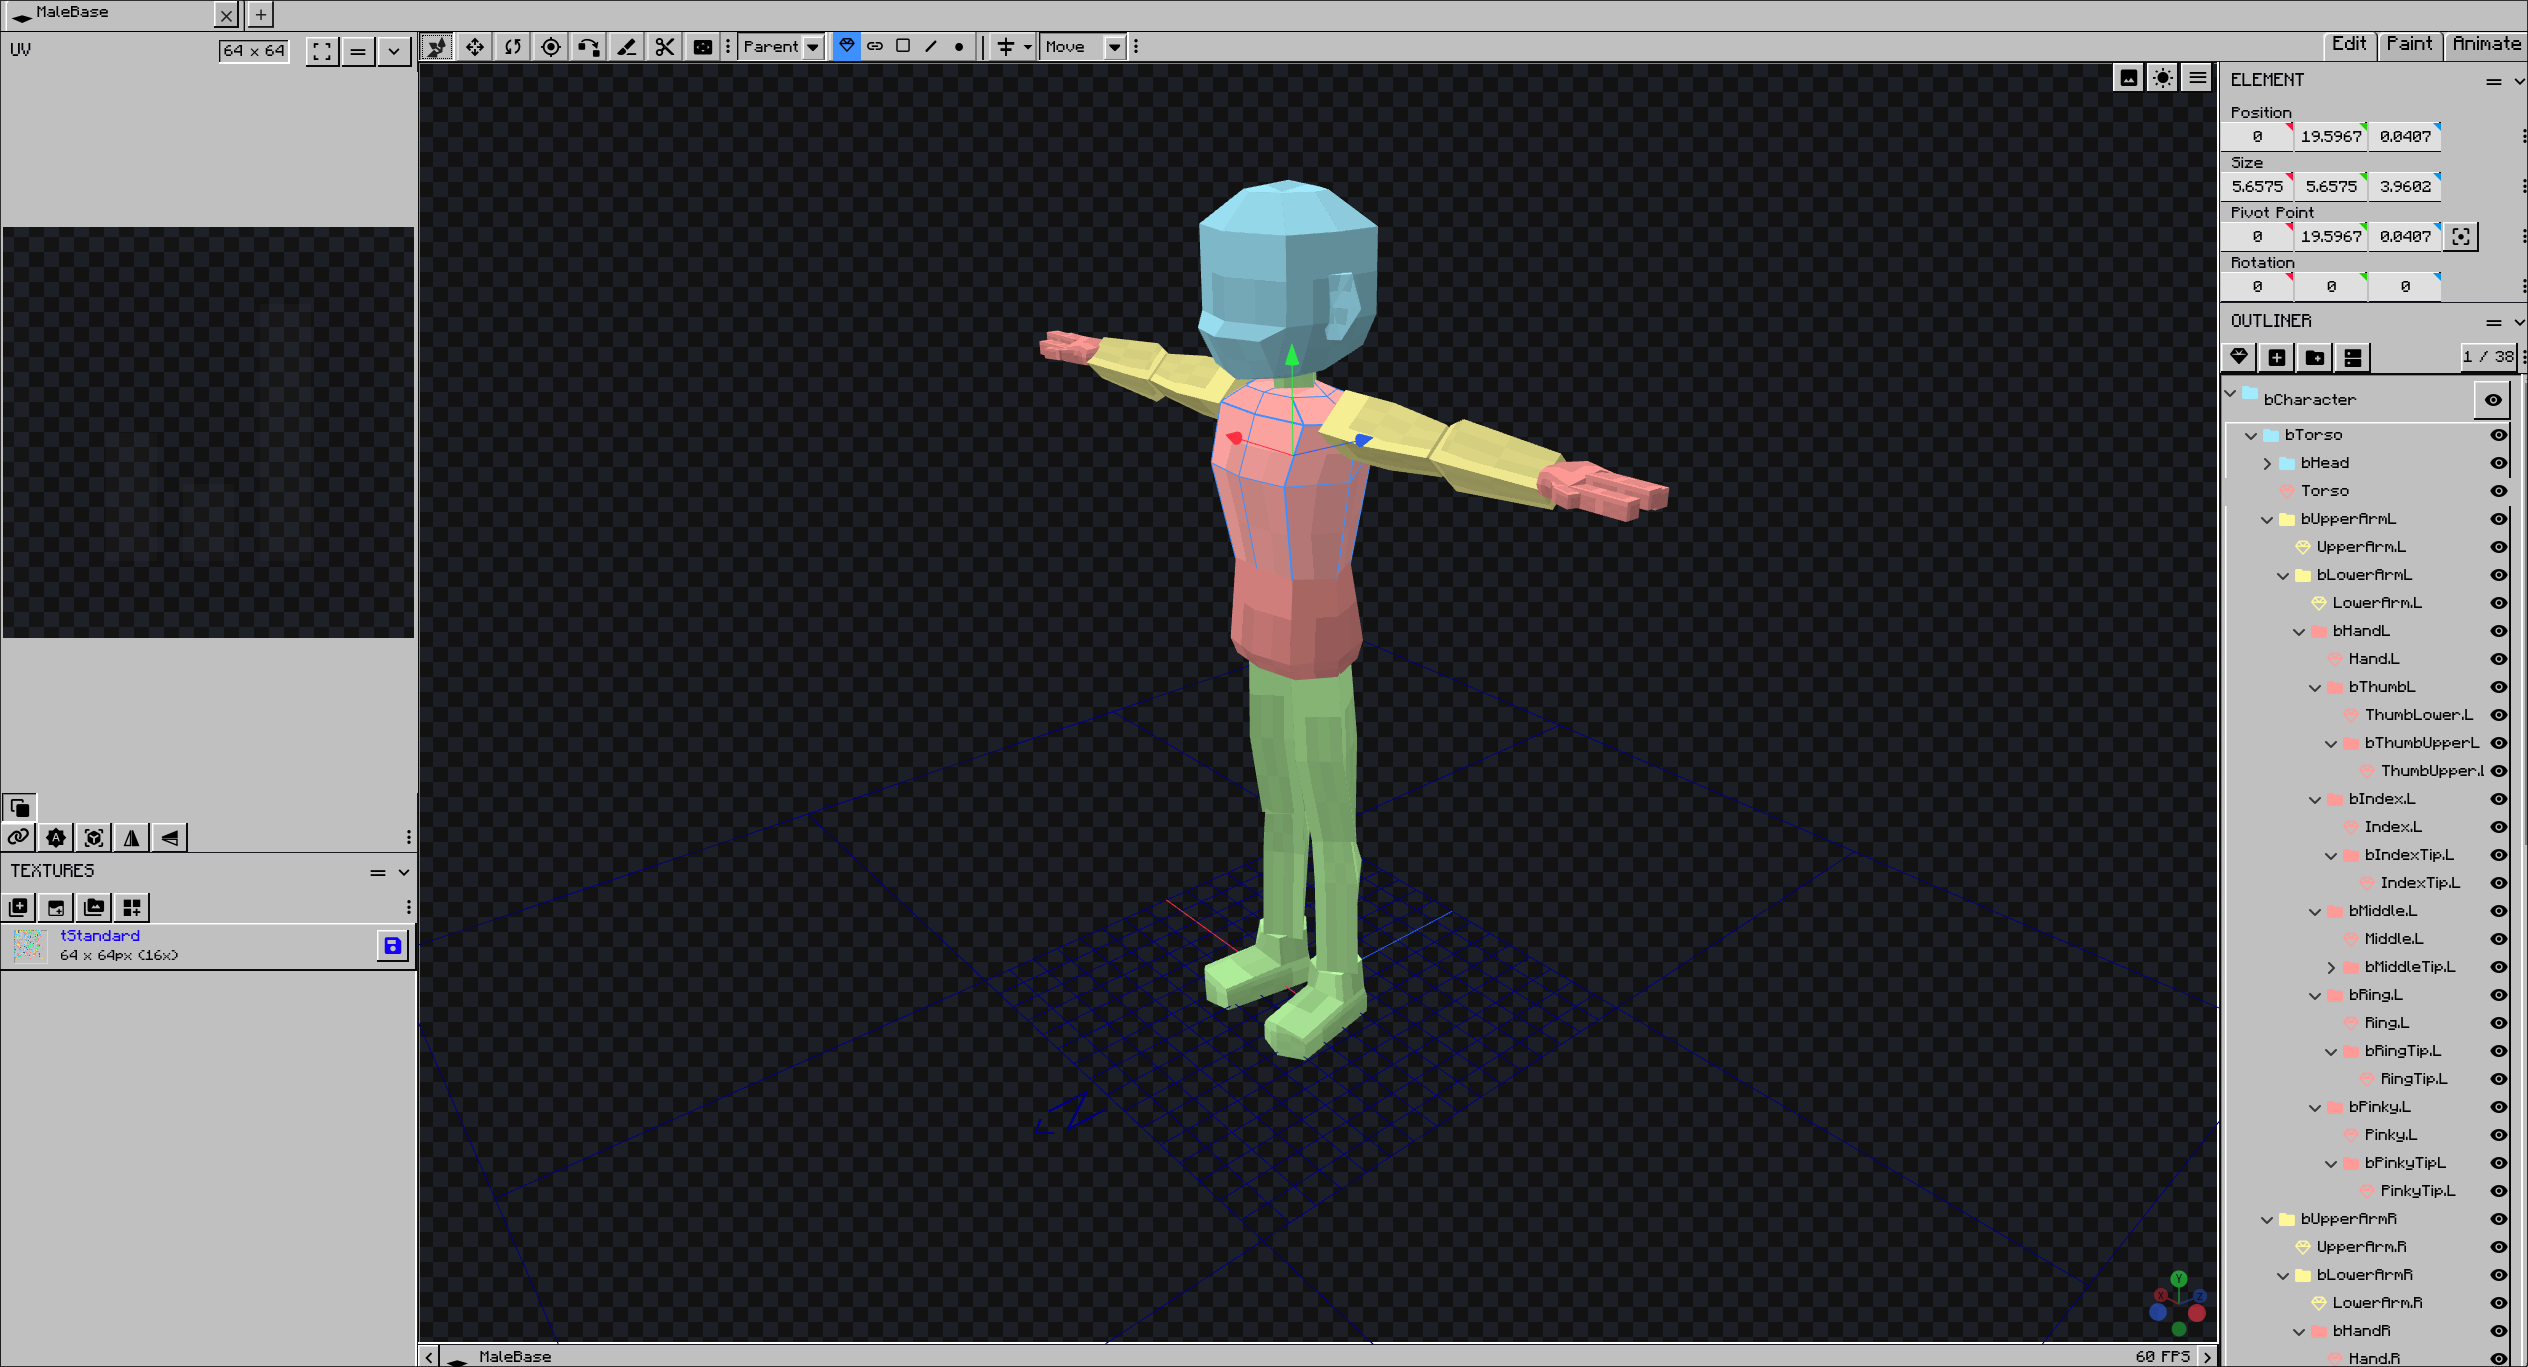 MaleBase
UV
64 x 64
Parent
Move
Edit
Paint
Animate
ELEMENT
Position
0
19.5967
0.0407
Size
5.6575
5.6575
3.9602
Pivot Point
0
19.5967
0.0407
Rotation
0
0
0
OUTLINER
1 / 38
bCharacter
bTorso
bHead
Torso
bUpperArmL
UpperArm.L
bLowerArmL
LowerArm.L
bHandL
Hand.L
bThumbL
ThumbLower.L
bThumbUpperL
ThumbUpper.L
bIndex.L
Index.L
bIndexTip.L
IndexTip.L
bMiddle.L
Middle.L
bMiddleTip.L
bRing.L
Ring.L
bRingTip.L
RingTip.L
bPinky.L
Pinky.L
bPinkyTipL
PinkyTip.L
bUpperArmR
UpperArm.R
bLowerArmR
LowerArm.R
bHandR
Hand.R
TEXTURES
tStandard
64 x 64px (16x)
N
Y
X
Z
MaleBase
60 FPS